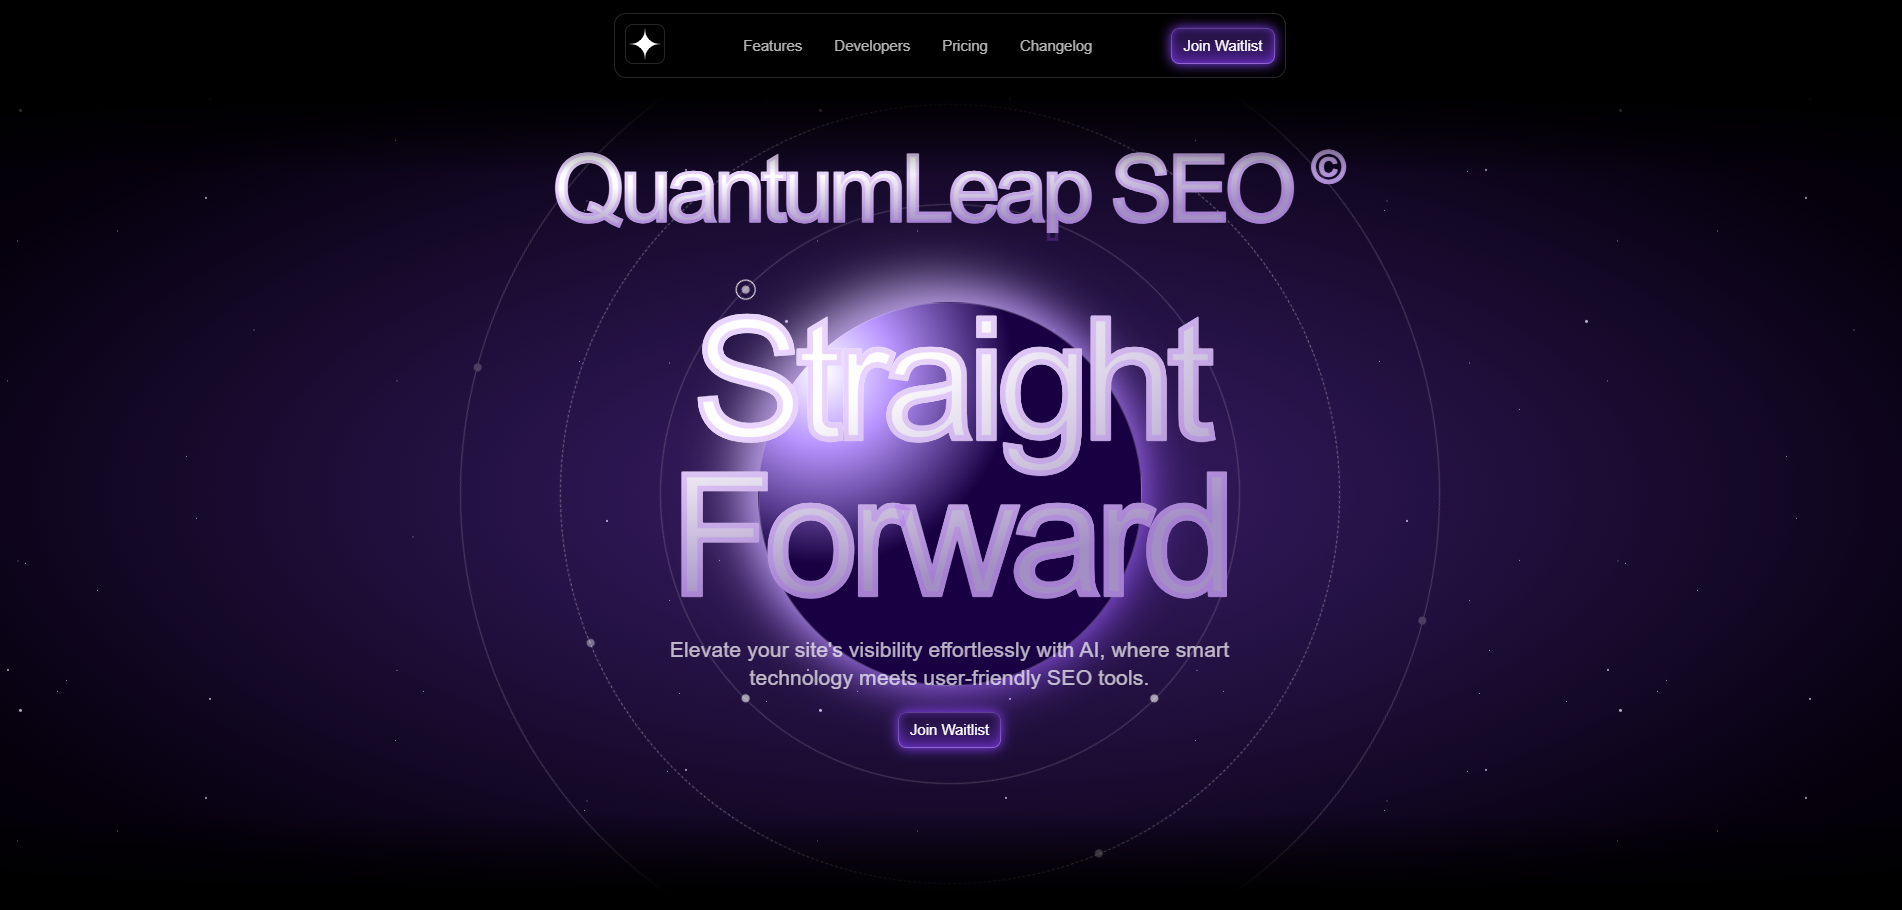 Features Developers Pricing Changelog Join Waitlist
QuantumLeap SEO ©
Straight
Forward
Elevate your site's visibility effortlessly with AI, where smart
technology meets user-friendly SEO tools.
Join Waitlist